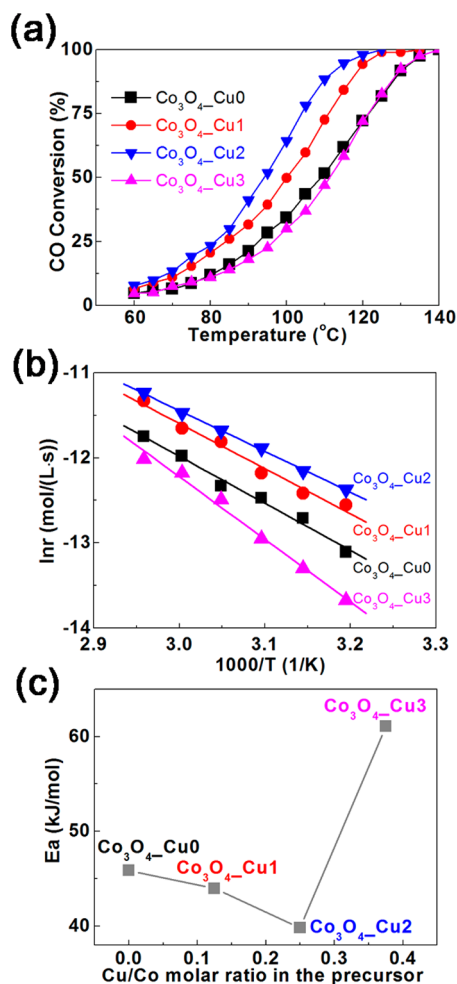 (a)
100
75
50
25
0
CO Conversion (%)
Co₃O₄_Cu0
Co₃O₄_Cu1
Co₃O₄_Cu2
Co₃O₄_Cu3
60 80 100 120 140
Temperature (°C)
(b)
-11
-12
-13
-14
lnr (mol/(L·s))
Co₃O₄_Cu2
Co₃O₄_Cu1
Co₃O₄_Cu0
Co₃O₄_Cu3
2.9 3.0 3.1 3.2 3.3
1000/T (1/K)
(c)
60
50
40
Ea (kJ/mol)
Co₃O₄_Cu3
Co₃O₄_Cu0
Co₃O₄_Cu1
Co₃O₄_Cu2
0.0 0.1 0.2 0.3 0.4
Cu/Co molar ratio in the precursor